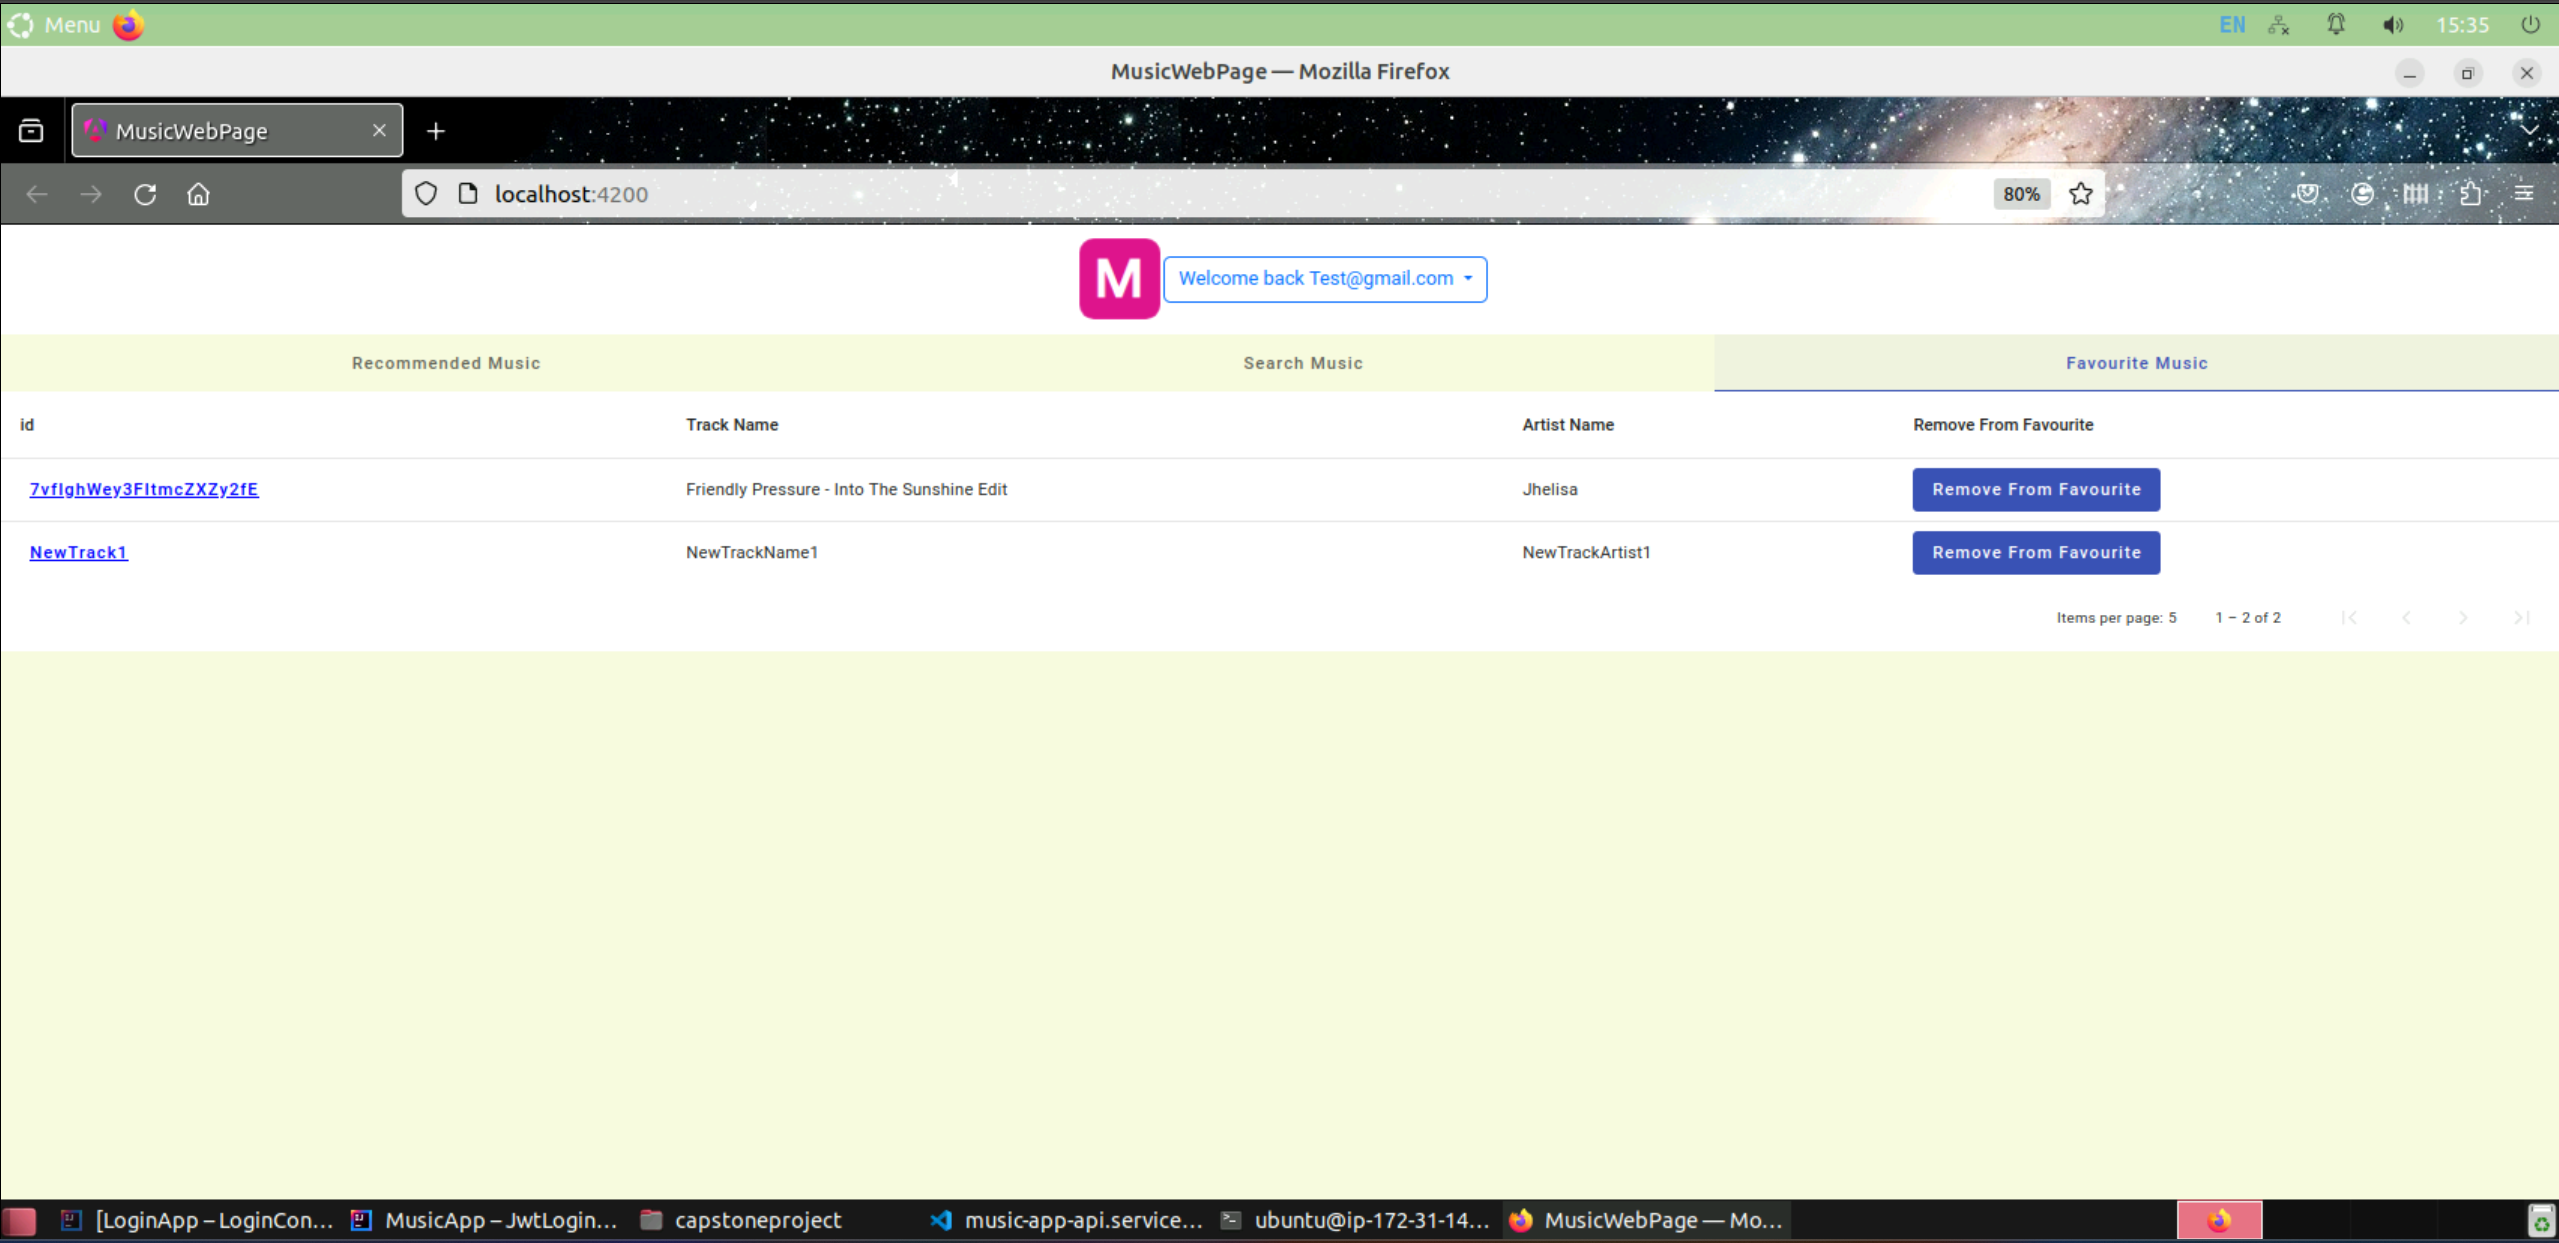 Menu EN 15:35
MusicWebPage — Mozilla Firefox
MusicWebPage
localhost:4200 80%
M Welcome back Test@gmail.com
Recommended Music Search Music Favourite Music
id Track Name Artist Name Remove From Favourite
7vfIghWey3FItmcZXZy2fE Friendly Pressure - Into The Sunshine Edit Jhelisa Remove From Favourite
NewTrack1 NewTrackName1 NewTrackArtist1 Remove From Favourite
Items per page: 5 1 – 2 of 2
[LoginApp – LoginCon... MusicApp – JwtLogin... capstoneproject music-app-api.service... ubuntu@ip-172-31-14... MusicWebPage — Mo...